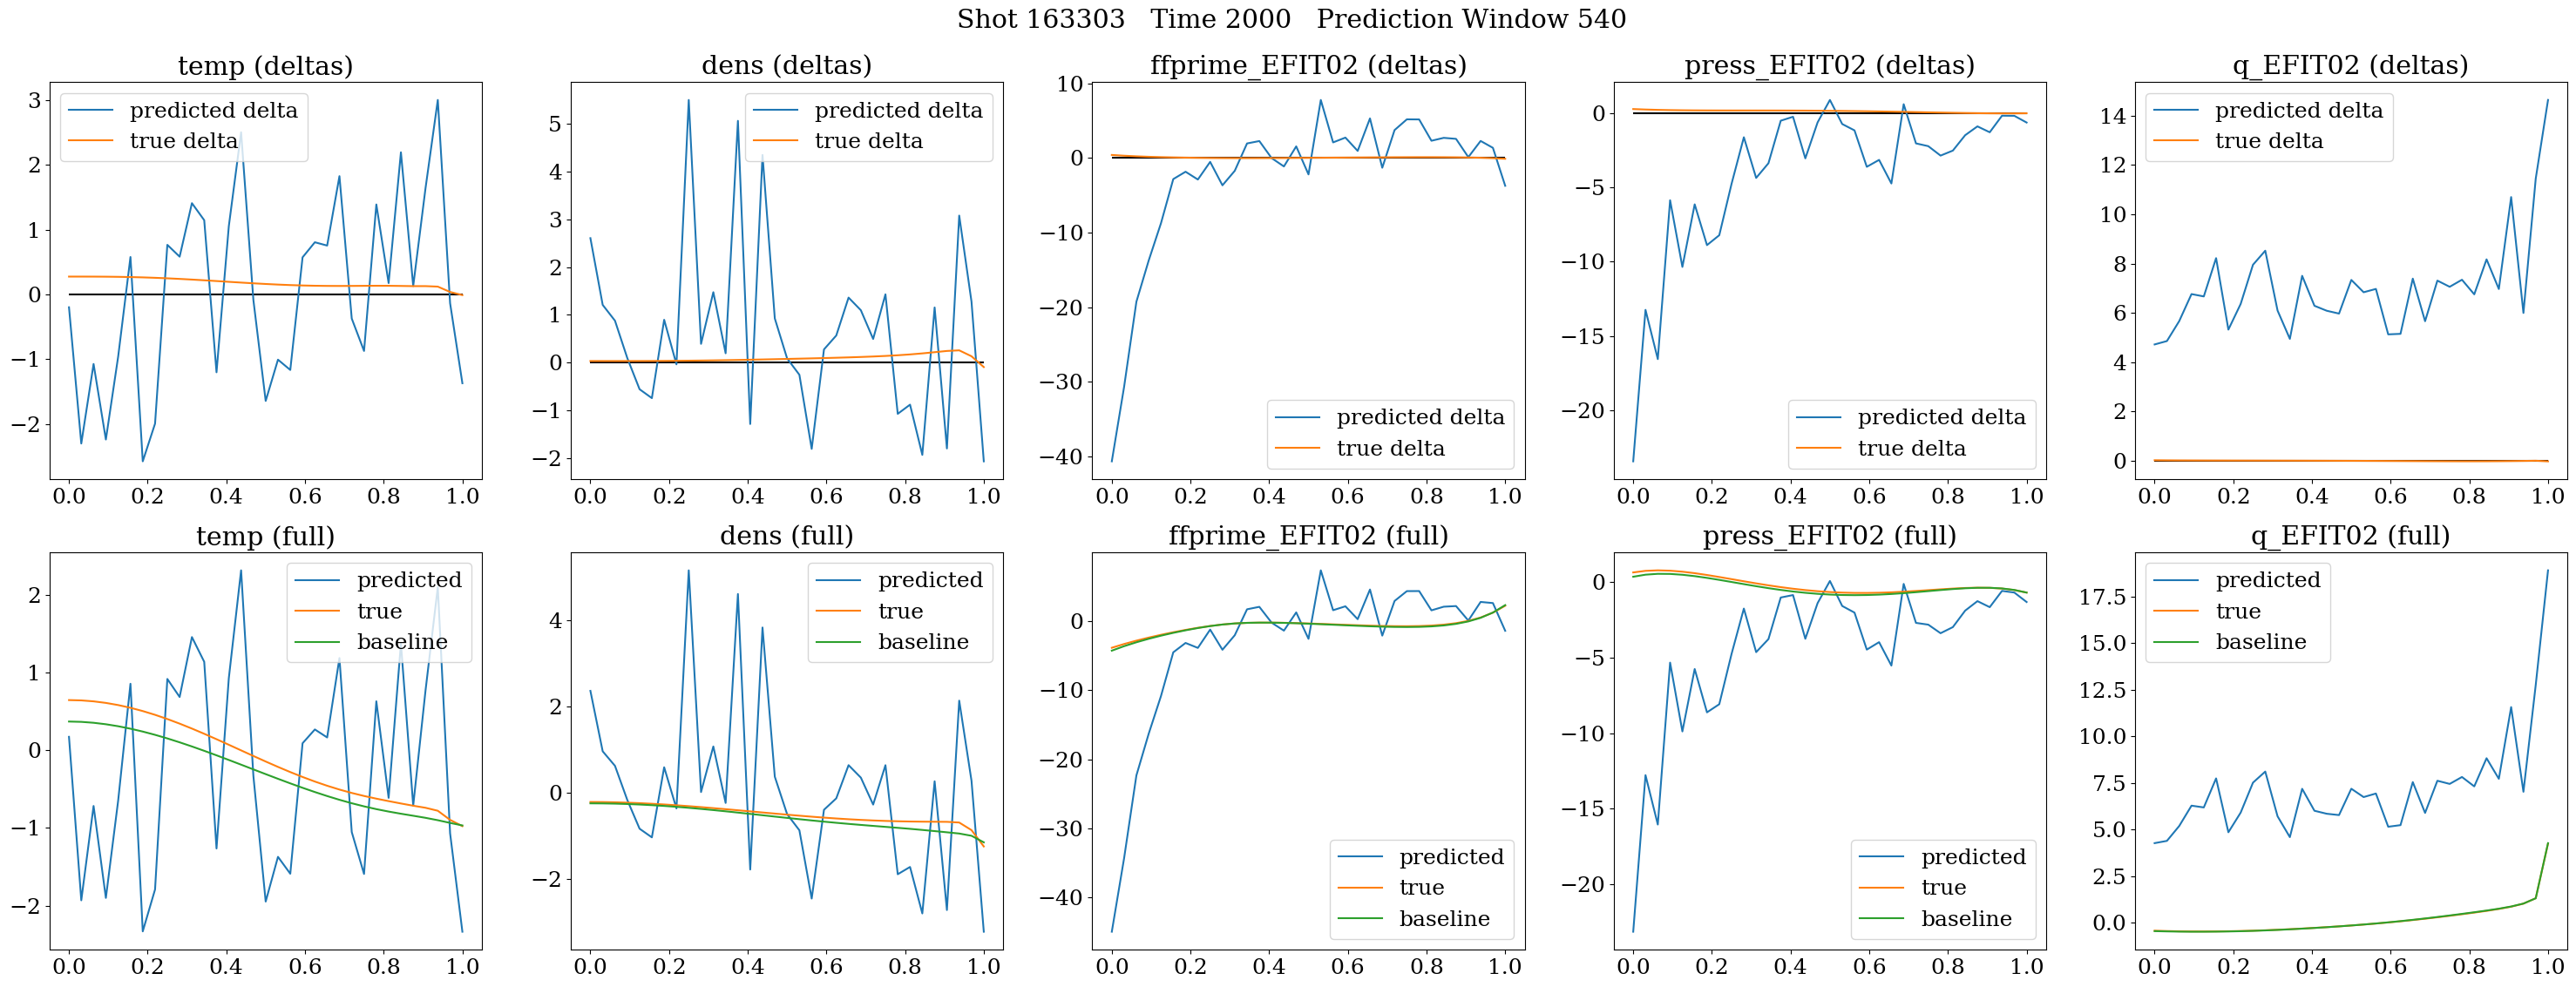 Shot 163303   Time 2000   Prediction Window 540
temp (deltas)
3
2
1
0
−1
−2
0.0 0.2 0.4 0.6 0.8 1.0
predicted delta
true delta
dens (deltas)
5
4
3
2
1
0
−1
−2
0.0 0.2 0.4 0.6 0.8 1.0
predicted delta
true delta
ffprime_EFIT02 (deltas)
10
0
−10
−20
−30
−40
0.0 0.2 0.4 0.6 0.8 1.0
predicted delta
true delta
press_EFIT02 (deltas)
0
−5
−10
−15
−20
0.0 0.2 0.4 0.6 0.8 1.0
predicted delta
true delta
q_EFIT02 (deltas)
14
12
10
8
6
4
2
0
0.0 0.2 0.4 0.6 0.8 1.0
predicted delta
true delta
temp (full)
2
1
0
−1
−2
0.0 0.2 0.4 0.6 0.8 1.0
predicted
true
baseline
dens (full)
4
2
0
−2
0.0 0.2 0.4 0.6 0.8 1.0
predicted
true
baseline
ffprime_EFIT02 (full)
0
−10
−20
−30
−40
0.0 0.2 0.4 0.6 0.8 1.0
predicted
true
baseline
press_EFIT02 (full)
0
−5
−10
−15
−20
0.0 0.2 0.4 0.6 0.8 1.0
predicted
true
baseline
q_EFIT02 (full)
17.5
15.0
12.5
10.0
7.5
5.0
2.5
0.0
0.0 0.2 0.4 0.6 0.8 1.0
predicted
true
baseline